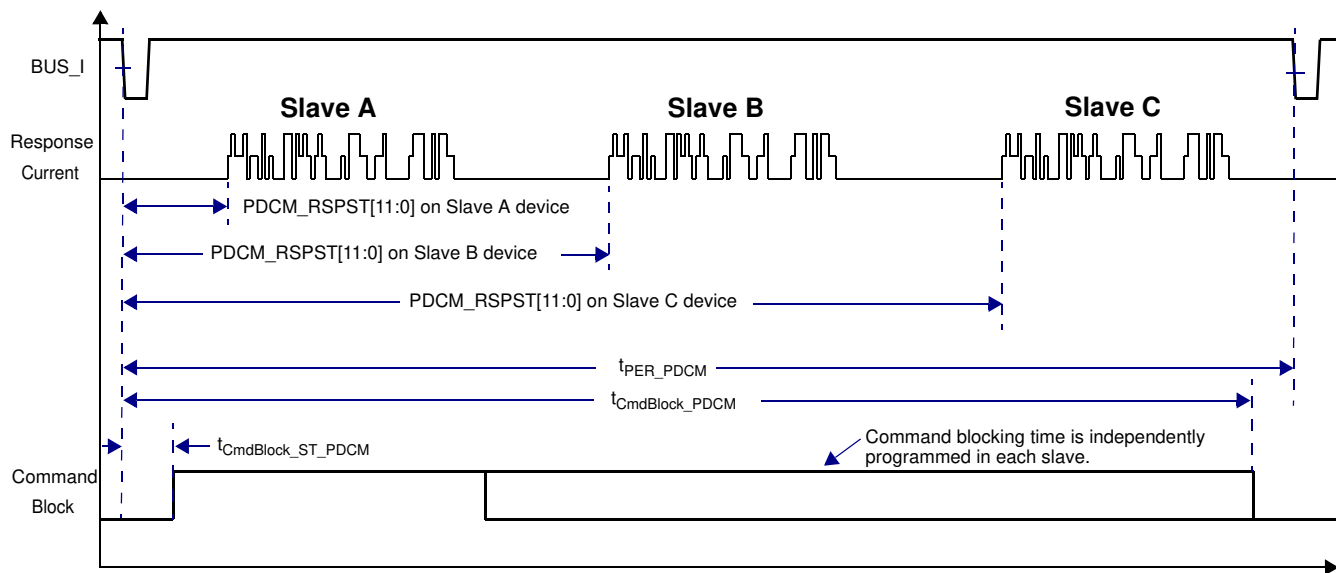 BUS_I
Slave A
Slave B
Slave C
Response
Current
PDCM_RSPST[11:0] on Slave A device
PDCM_RSPST[11:0] on Slave B device
PDCM_RSPST[11:0] on Slave C device
tPER_PDCM
tCmdBlock_PDCM
tCmdBlock_ST_PDCM
Command blocking time is independently
programmed in each slave.
Command
Block